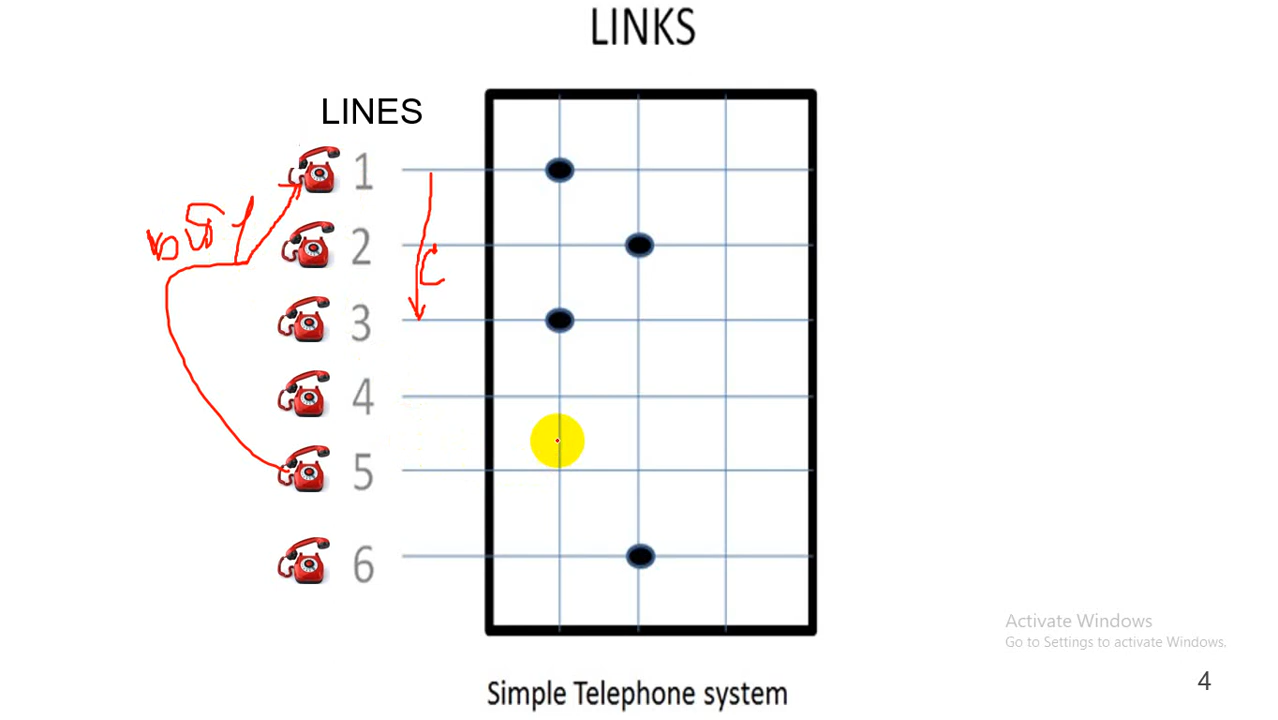 LINKS
LINES
1
2
3
4
5
6
Simple Telephone system
Activate Windows
Go to Settings to activate Windows.
4